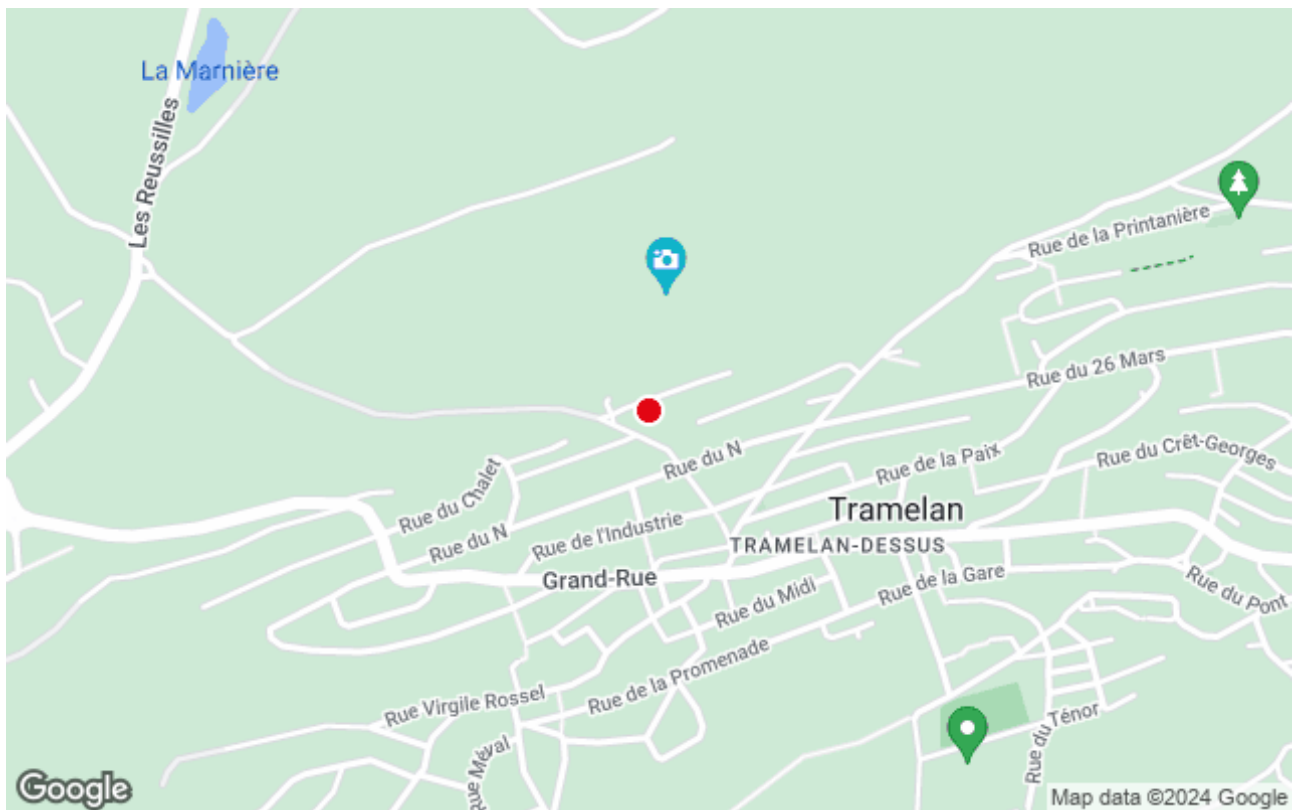 La Marnière
Les Reussilles
Rue de la Printanière
Rue du 26 Mars
Rue du N
Rue du Chalet
Rue de la Paix
Rue du Crêt-Georges
Tramelan
Rue de l'Industrie
Rue du N
TRAMELAN-DESSUS
Grand-Rue
Rue de la Gare
Rue du Midi
Rue du Pont
Rue de la Promenade
Rue Virgile Rossel
Rue du Ténor
Rue Méval
Google
Map data ©2024 Google